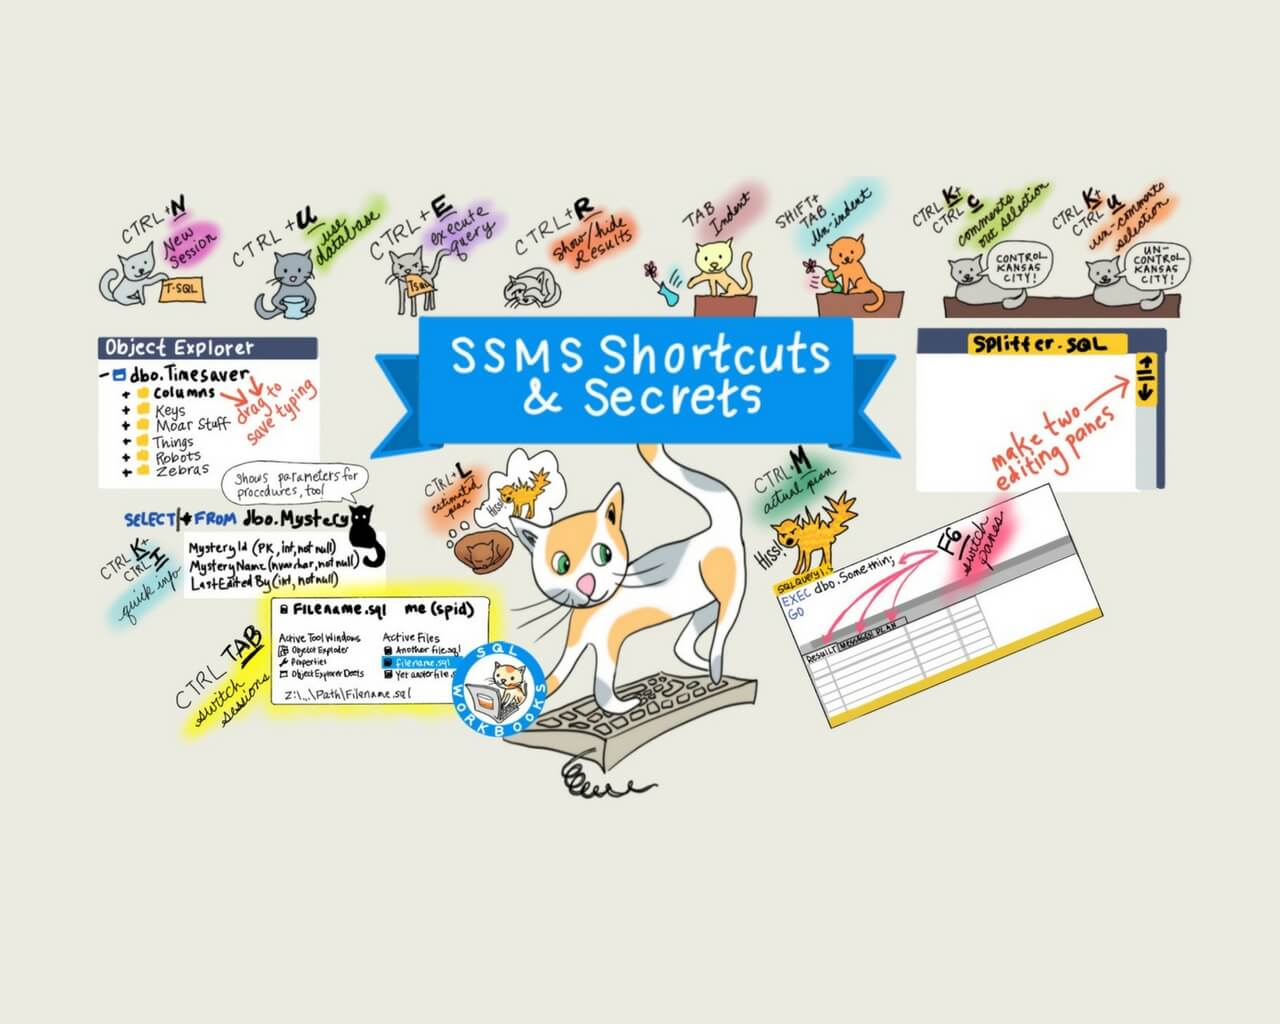 CTRL+N
New
Session
T-SQL
CTRL+U
use
database
CTRL+E
execute
query
TSQL
CTRL+R
show/hide
Results
TAB
Indent
SHIFT+
TAB
Un-indent
CTRL K+
CTRL C
comments
out selection
CONTROL
KANSAS
CITY!
CTRL K+
CTRL U
un-comments
selection
UN-
CONTROL
KANSAS
CITY!
SSMS Shortcuts
& Secrets
Object Explorer
dbo.Timesaver
Columns
Keys
Moar Stuff
Things
Robots
Zebras
drag to
save typing
Splitter.SQL
make two
editing panes
shows parameters for
procedures, too!
SELECT * FROM dbo.Mystery
MysteryId (PK, int, not null)
MysteryName (nvarchar, not null)
LastEditedBy (int, not null)
CTRL K+
CTRL I
quick info
CTRL+L
estimated
plan
Hiss!
CTRL+M
actual plan
Hiss!
CTRL TAB
switch
sessions
Filename.sql me (spid)
Active Tool Windows
Object Explorer
Properties
Object Explorer Deets
Active Files
Another file.sql
filename.sql
Yet another file.s
Z:\...\Path\Filename.sql
SQL
WORKBOOKS
SQLQuery1.
EXEC dbo.Somethin;
GO
F6
switch
panes
RESULT MESSAGES PLAN